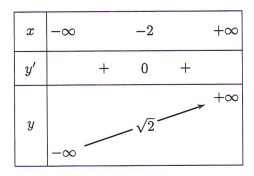 x −∞ −2 +∞
y′ + 0 +
+∞
y √2
−∞